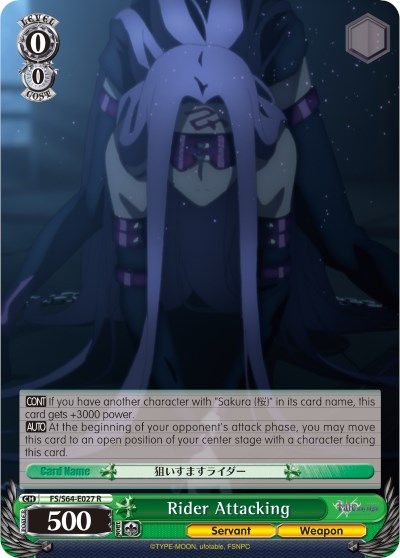 LEVEL
0
0
COST
CONT If you have another character with "Sakura (桜)" in its card name, this
card gets +3000 power.
AUTO At the beginning of your opponent's attack phase, you may move
this card to an open position of your center stage with a character facing
this card.
Card Name
狙いすますライダー
CH FS/S64-E027 R
Rider Attacking
500
Servant
Weapon
©TYPE-MOON, ufotable, FSNPC